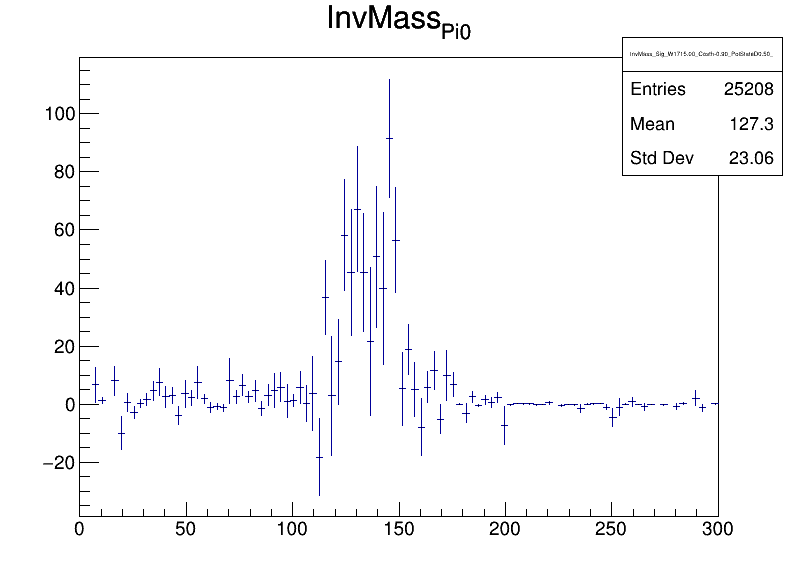 InvMass_Pi0
InvMass_Sig_W1715.00_Costh-0.90_PolStateD0.50_
Entries 25208
Mean 127.3
Std Dev 23.06
100
80
60
40
20
0
−20
0 50 100 150 200 250 300